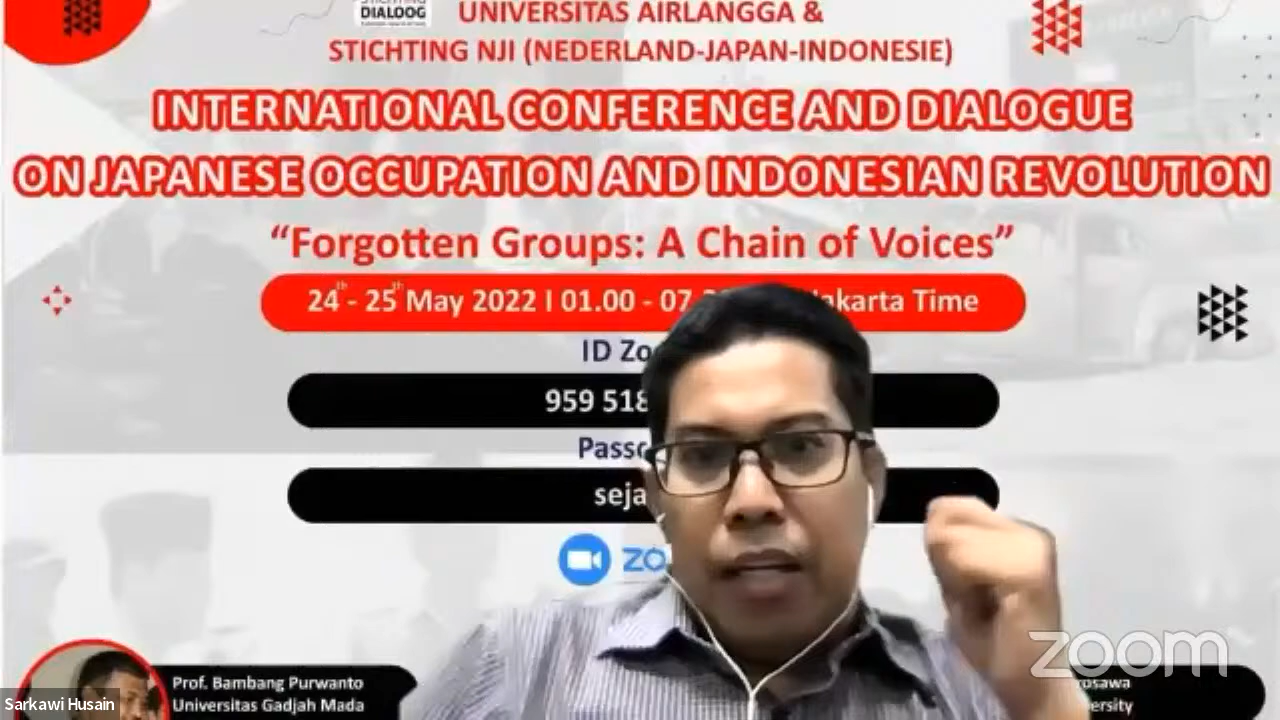 DIALOOG
UNIVERSITAS AIRLANGGA &
STICHTING NJI (NEDERLAND-JAPAN-INDONESIE)
INTERNATIONAL CONFERENCE AND DIALOGUE
ON JAPANESE OCCUPATION AND INDONESIAN REVOLUTION
“Forgotten Groups: A Chain of Voices”
24th - 25th May 2022 I 01.00 - 07. Jakarta Time
ID Zo
959 518
Passc
seja
zo
zoom
Prof. Bambang Purwanto
Universitas Gadjah Mada
rosawa
ersity
Sarkawi Husain